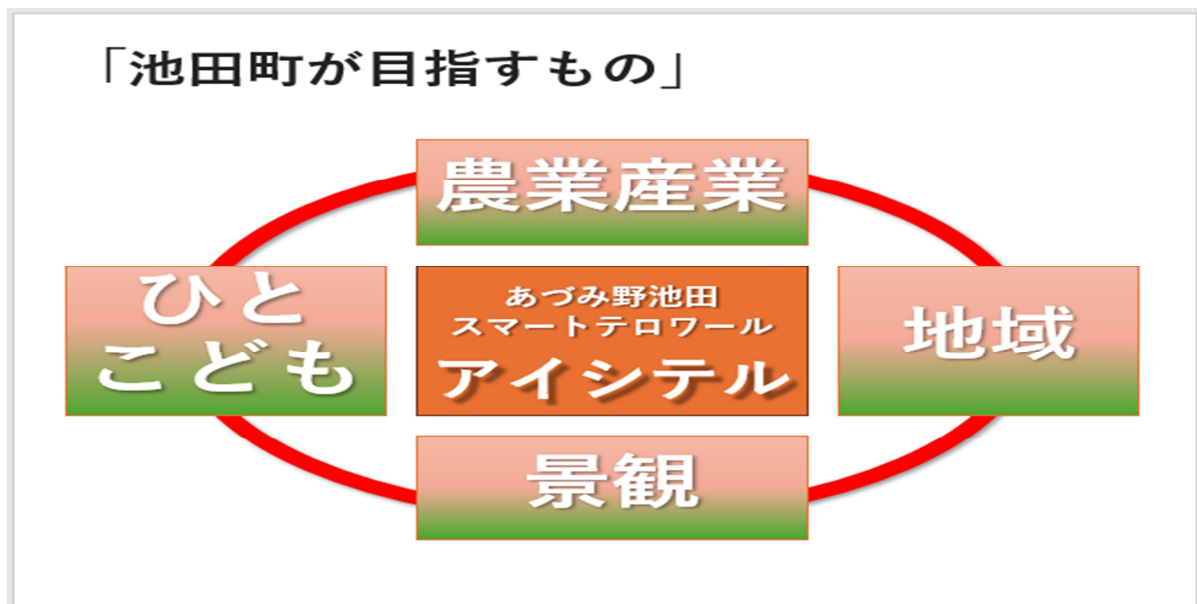 「池田町が目指すもの」
農業産業
ひと
こども
あづみ野池田
スマートテロワール
アイシテル
地域
景観